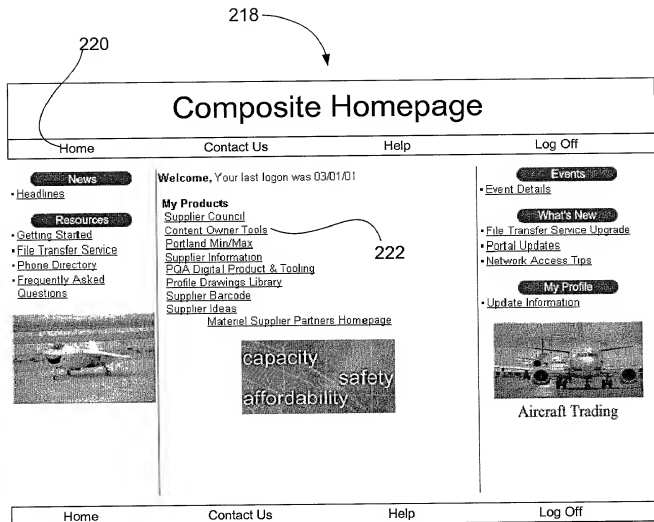 218
220
Composite Homepage
Home Contact Us Help Log Off
News
Headlines
Resources
Getting Started
File Transfer Service
Phone Directory
Frequently Asked
Questions
Welcome, Your last logon was 03/01/01
My Products
Supplier Council
Content Owner Tools
Portland Min/Max
Supplier Information
PQA Digital Product & Tooling
Profile Drawings Library
Supplier Barcode
Supplier Ideas
Materiel Supplier Partners Homepage
222
capacity
safety
affordability
Events
Event Details
What's New
File Transfer Service Upgrade
Portal Updates
Network Access Tips
My Profile
Update Information
Aircraft Trading
Home Contact Us Help Log Off